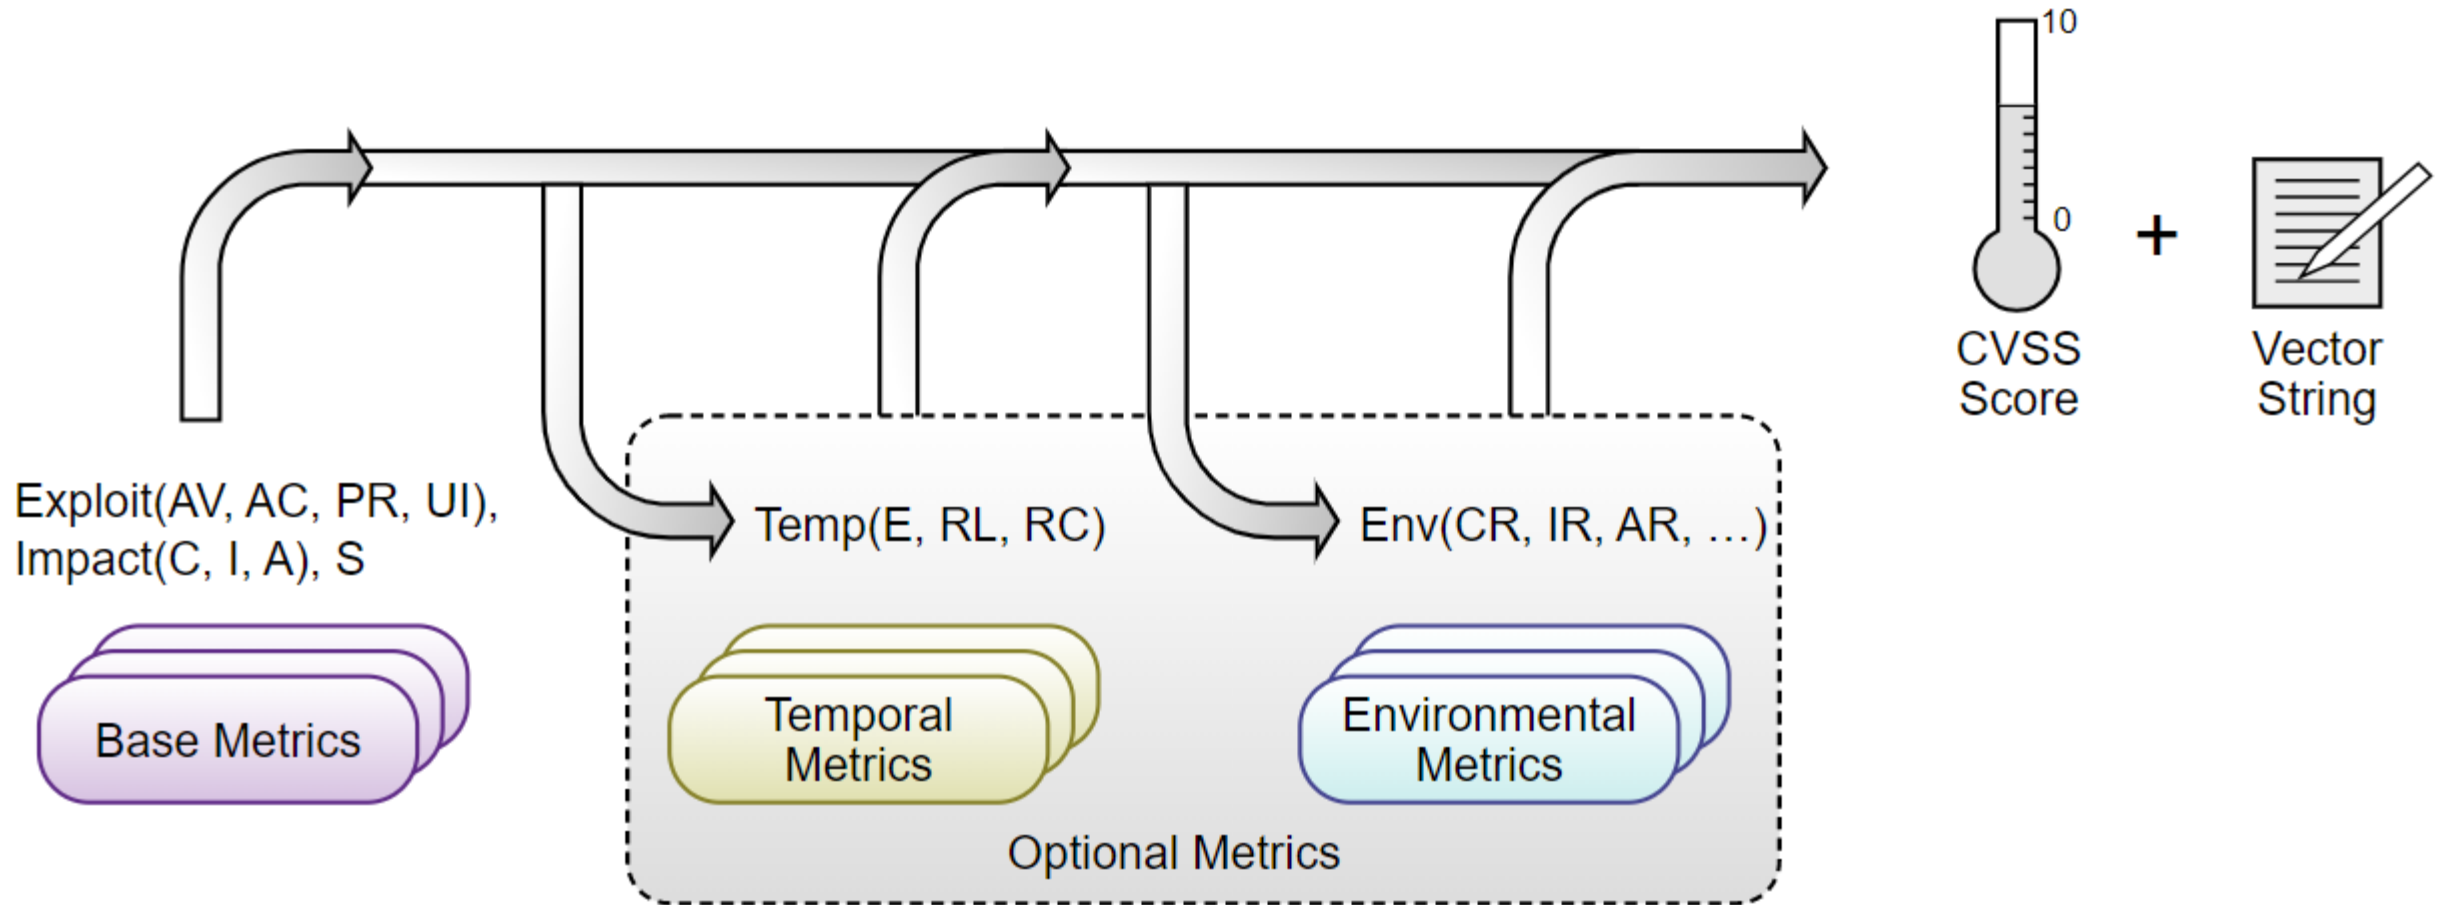 10
0
CVSS
Score
+
Vector
String
Exploit(AV, AC, PR, UI),
Impact(C, I, A), S
Temp(E, RL, RC)
Env(CR, IR, AR, …)
Base Metrics
Temporal
Metrics
Environmental
Metrics
Optional Metrics